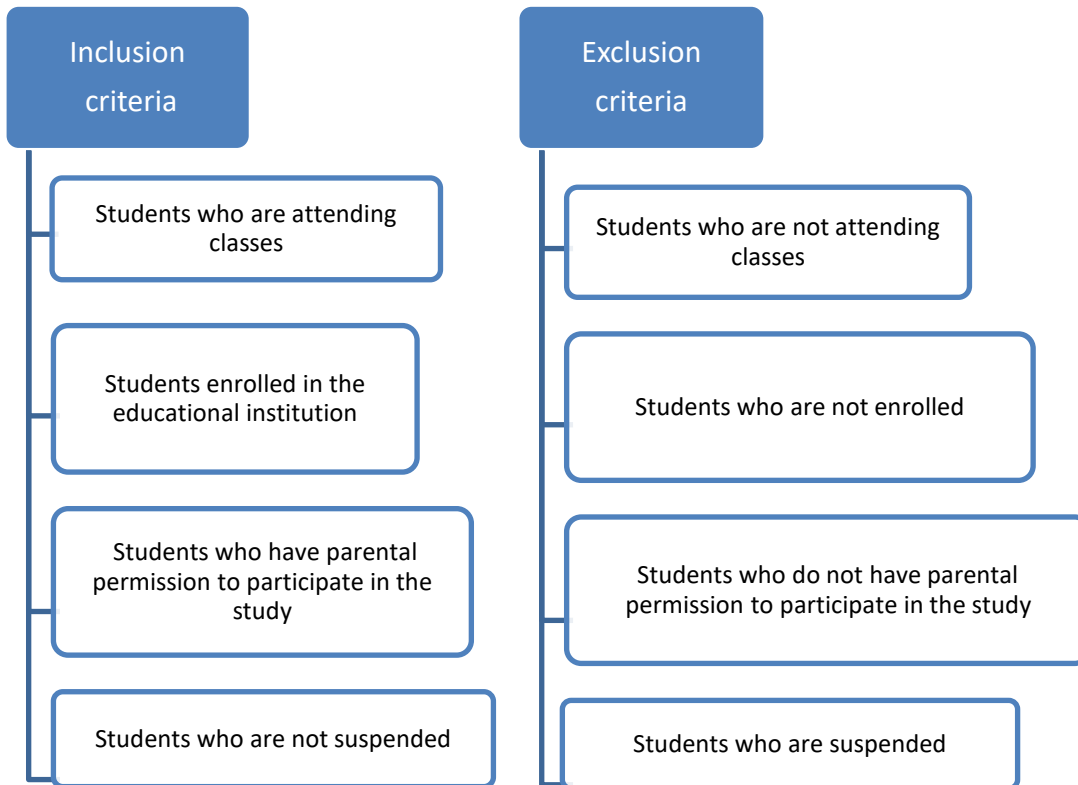 Inclusion
criteria
Students who are attending
classes
Students enrolled in the
educational institution
Students who have parental
permission to participate in the
study
Students who are not suspended
Exclusion
criteria
Students who are not attending
classes
Students who are not enrolled
Students who do not have parental
permission to participate in the study
Students who are suspended